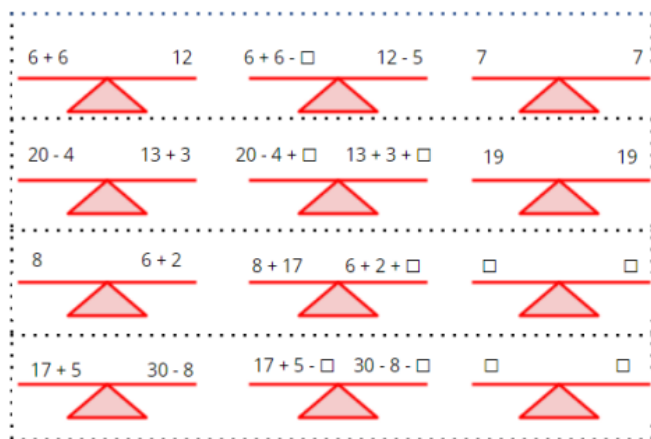 6 + 6 12 6 + 6 - □ 12 - 5 7 7
20 - 4 13 + 3 20 - 4 + □ 13 + 3 + □ 19 19
8 6 + 2 8 + 17 6 + 2 + □ □ □
17 + 5 30 - 8 17 + 5 - □ 30 - 8 - □ □ □